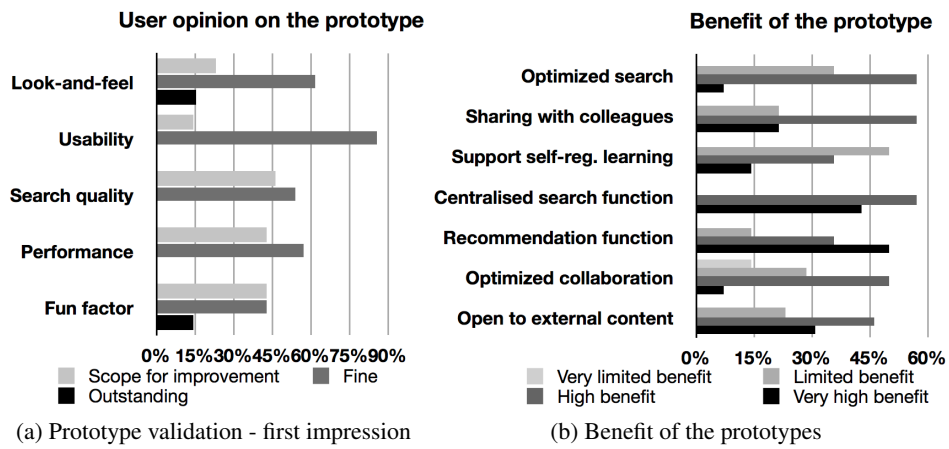 User opinion on the prototype
Look-and-feel
Usability
Search quality
Performance
Fun factor
0% 15% 30% 45% 60% 75% 90%
Scope for improvement Fine
Outstanding
(a) Prototype validation - first impression
Benefit of the prototype
Optimized search
Sharing with colleagues
Support self-reg. learning
Centralised search function
Recommendation function
Optimized collaboration
Open to external content
0% 15% 30% 45% 60%
Very limited benefit Limited benefit
High benefit Very high benefit
(b) Benefit of the prototypes